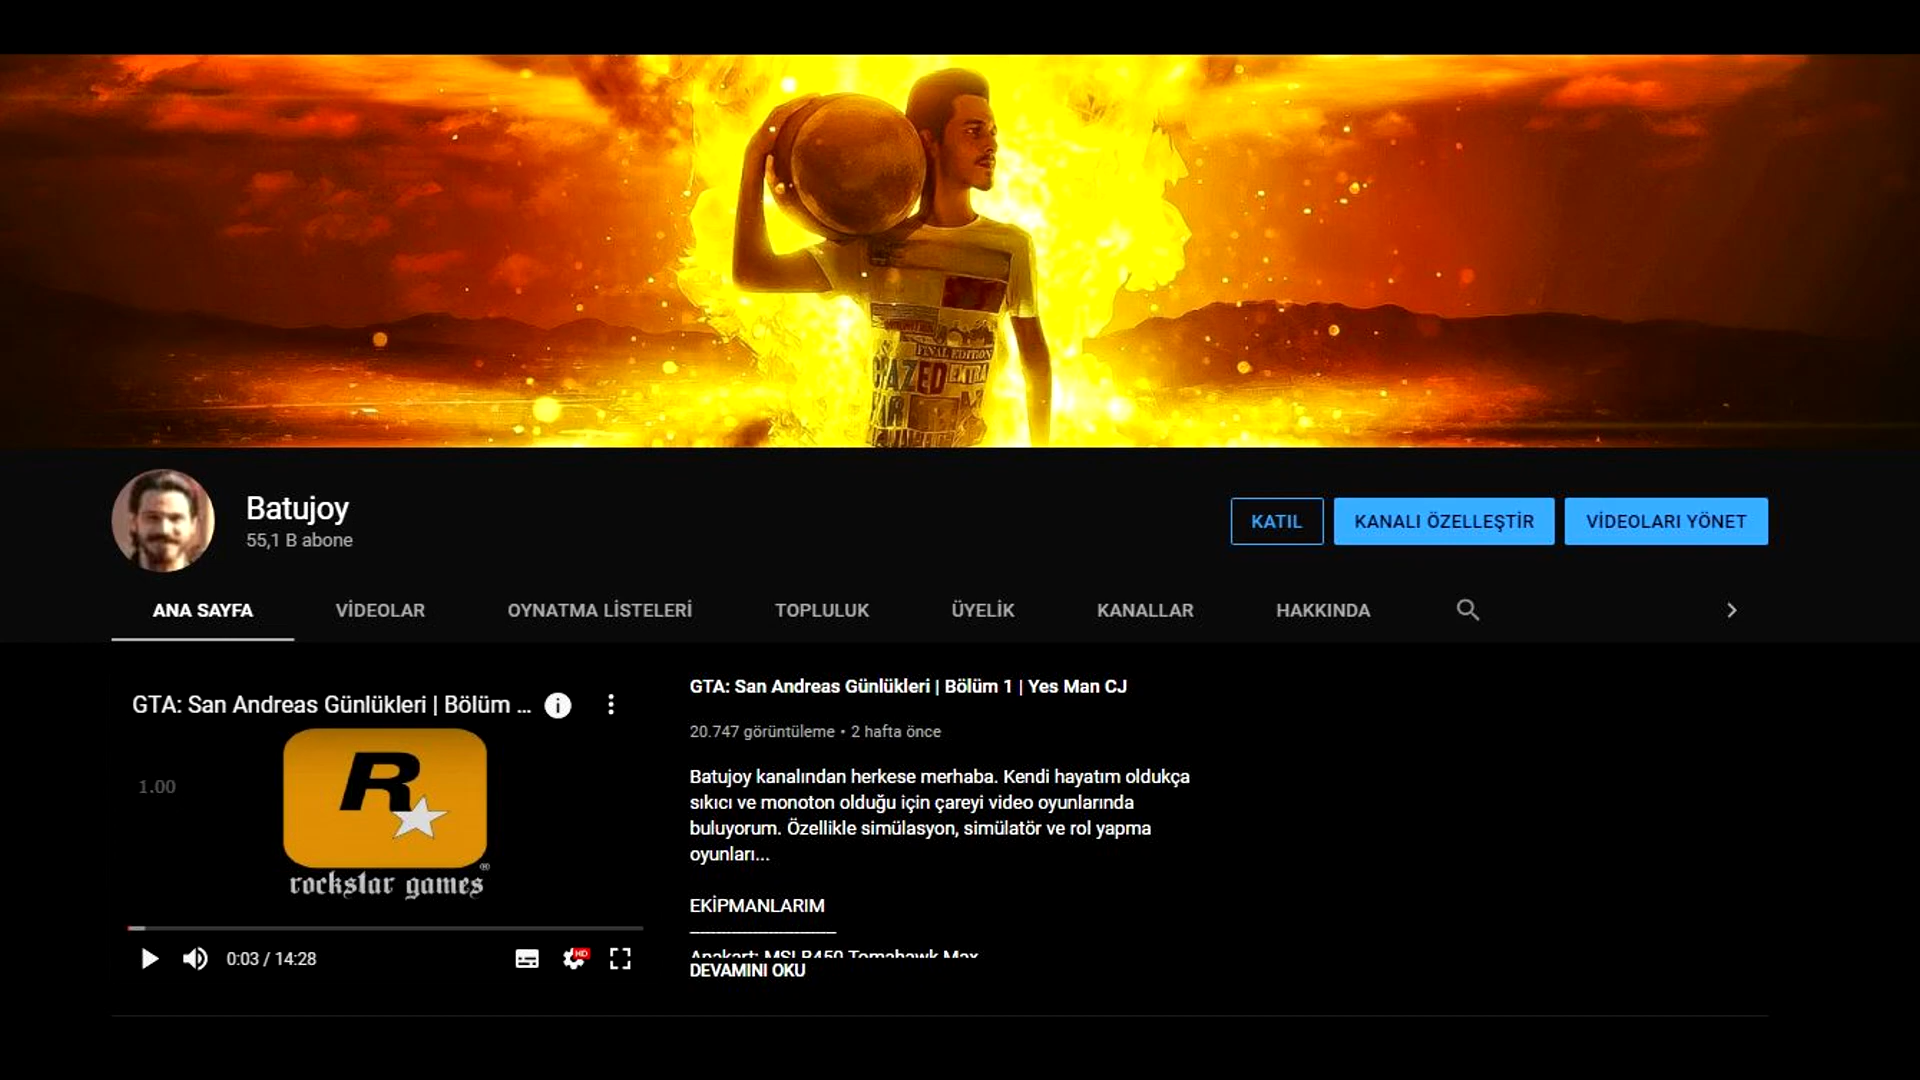 FINAL EDITION
EXTRA
Batujoy
55,1 B abone
KATIL
KANALI ÖZELLEŞTİR
VİDEOLARI YÖNET
ANA SAYFA
VİDEOLAR
OYNATMA LİSTELERİ
TOPLULUK
ÜYELİK
KANALLAR
HAKKINDA
GTA: San Andreas Günlükleri | Bölüm ...
1.00
R
rockstar games
®
0:03 / 14:28
HD
GTA: San Andreas Günlükleri | Bölüm 1 | Yes Man CJ
20.747 görüntüleme • 2 hafta önce
Batujoy kanalından herkese merhaba. Kendi hayatım oldukça
sıkıcı ve monoton olduğu için çareyi video oyunlarında
buluyorum. Özellikle simülasyon, simülatör ve rol yapma
oyunları...
EKİPMANLARIM
------------------------------------
Anakart: MSI B450 Tomahawk Max
DEVAMINI OKU